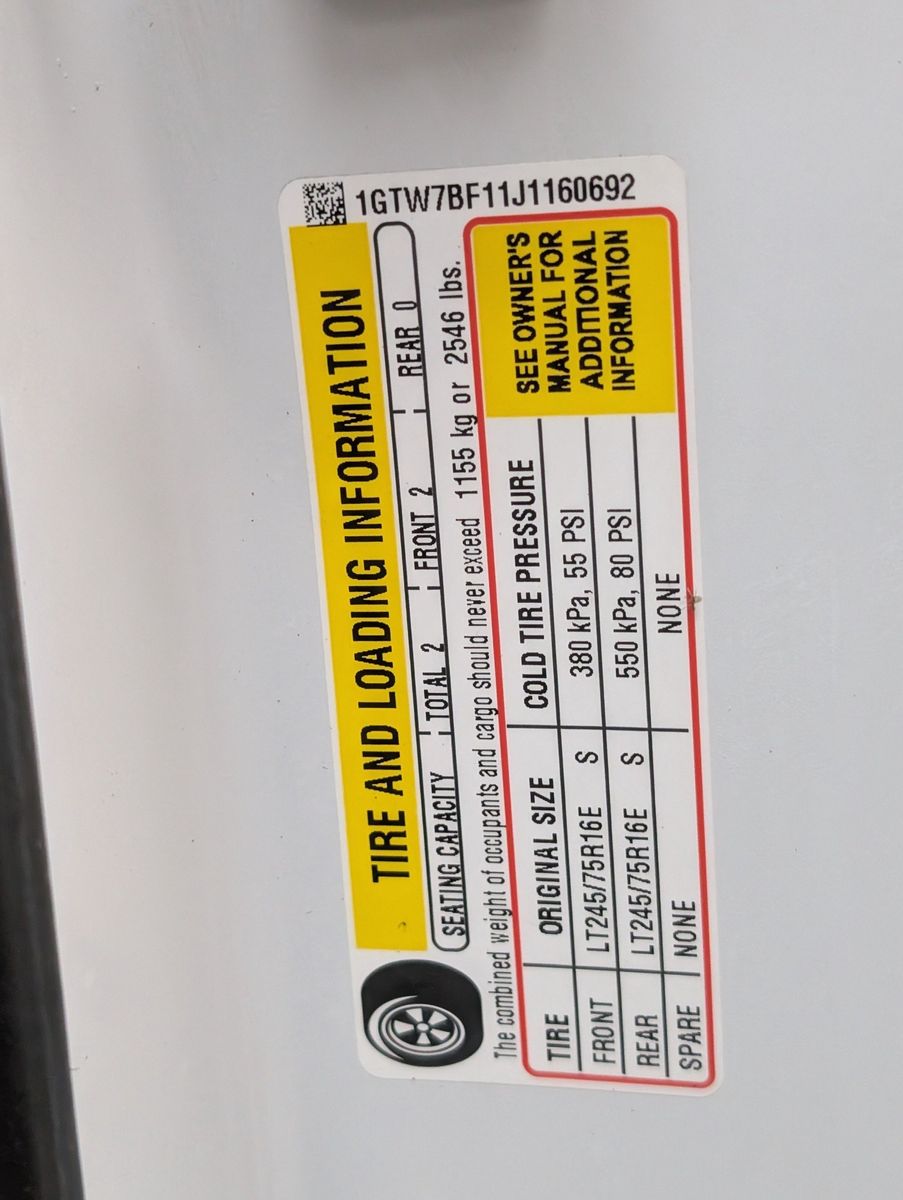 1GTW7BF11J1160692
TIRE AND LOADING INFORMATION
SEATING CAPACITY TOTAL 2 FRONT 2 REAR 0
The combined weight of occupants and cargo should never exceed 1155 kg or 2546 lbs.
TIRE ORIGINAL SIZE COLD TIRE PRESSURE
FRONT LT245/75R16E S 380 kPa, 55 PSI
REAR LT245/75R16E S 550 kPa, 80 PSI
SPARE NONE NONE
SEE OWNER'S
MANUAL FOR
ADDITIONAL
INFORMATION